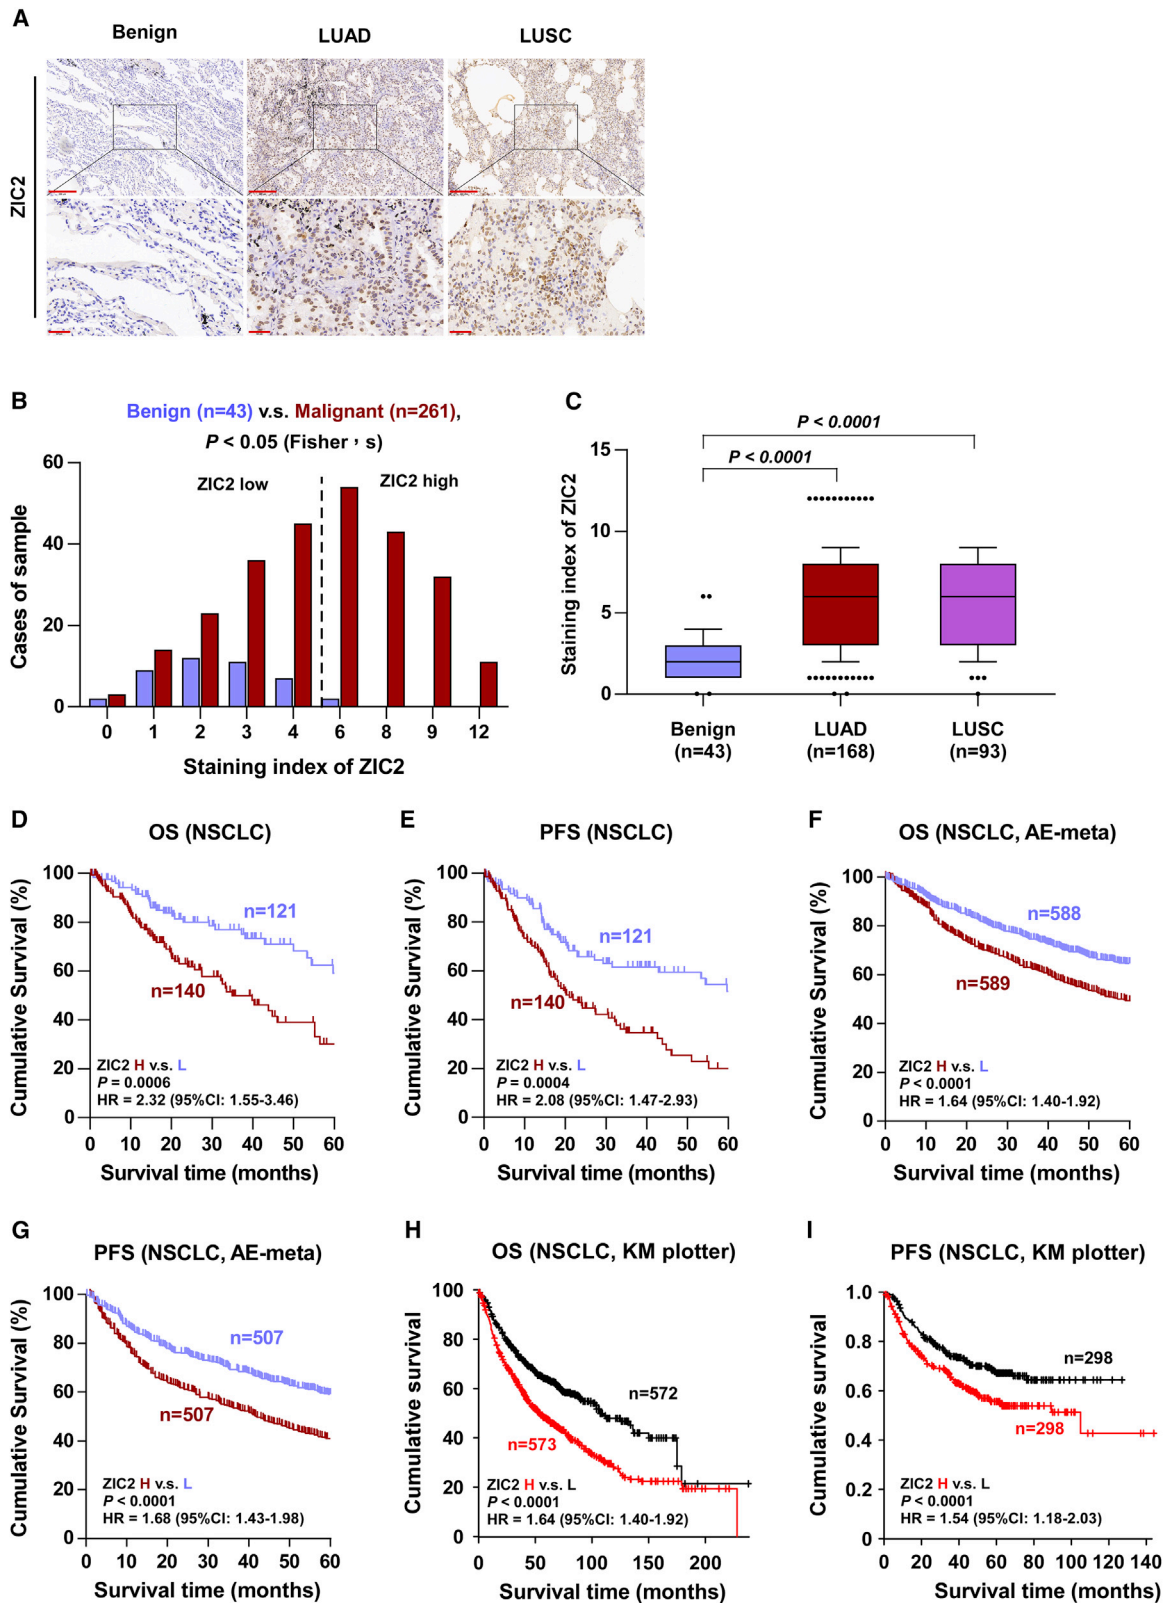 A
Benign
LUAD
LUSC
ZIC2
B
Benign (n=43) v.s. Malignant (n=261),
P < 0.05 (Fisher，s)
ZIC2 low
ZIC2 high
Cases of sample
60
40
20
0
0 1 2 3 4 6 8 9 12
Staining index of ZIC2
C
P < 0.0001
P < 0.0001
Staining index of ZIC2
15
10
5
0
Benign
(n=43)
LUAD
(n=168)
LUSC
(n=93)
D
OS (NSCLC)
Cumulative Survival (%)
100
80
60
40
20
0
n=121
n=140
ZIC2 H v.s. L
P = 0.0006
HR = 2.32 (95%CI: 1.55-3.46)
0 10 20 30 40 50 60
Survival time (months)
E
PFS (NSCLC)
Cumulative Survival (%)
100
80
60
40
20
0
n=121
n=140
ZIC2 H v.s. L
P = 0.0004
HR = 2.08 (95%CI: 1.47-2.93)
0 10 20 30 40 50 60
Survival time (months)
F
OS (NSCLC, AE-meta)
Cumulative Survival (%)
100
80
60
40
20
0
n=588
n=589
ZIC2 H v.s. L
P < 0.0001
HR = 1.64 (95%CI: 1.40-1.92)
0 10 20 30 40 50 60
Survival time (months)
G
PFS (NSCLC, AE-meta)
Cumulative Survival (%)
100
80
60
40
20
0
n=507
n=507
ZIC2 H v.s. L
P < 0.0001
HR = 1.68 (95%CI: 1.43-1.98)
0 10 20 30 40 50 60
Survival time (months)
H
OS (NSCLC, KM plotter)
Cumulative survival
100
80
60
40
20
0
n=572
n=573
ZIC2 H v.s. L
P < 0.0001
HR = 1.64 (95%CI: 1.40-1.92)
0 50 100 150 200
Survival time (months)
I
PFS (NSCLC, KM plotter)
Cumulative survival
1.0
0.8
0.6
0.4
0.2
0.0
n=298
n=298
ZIC2 H v.s. L
P < 0.0001
HR = 1.54 (95%CI: 1.18-2.03)
0 20 40 60 80 100 120 140
Survival time (months)